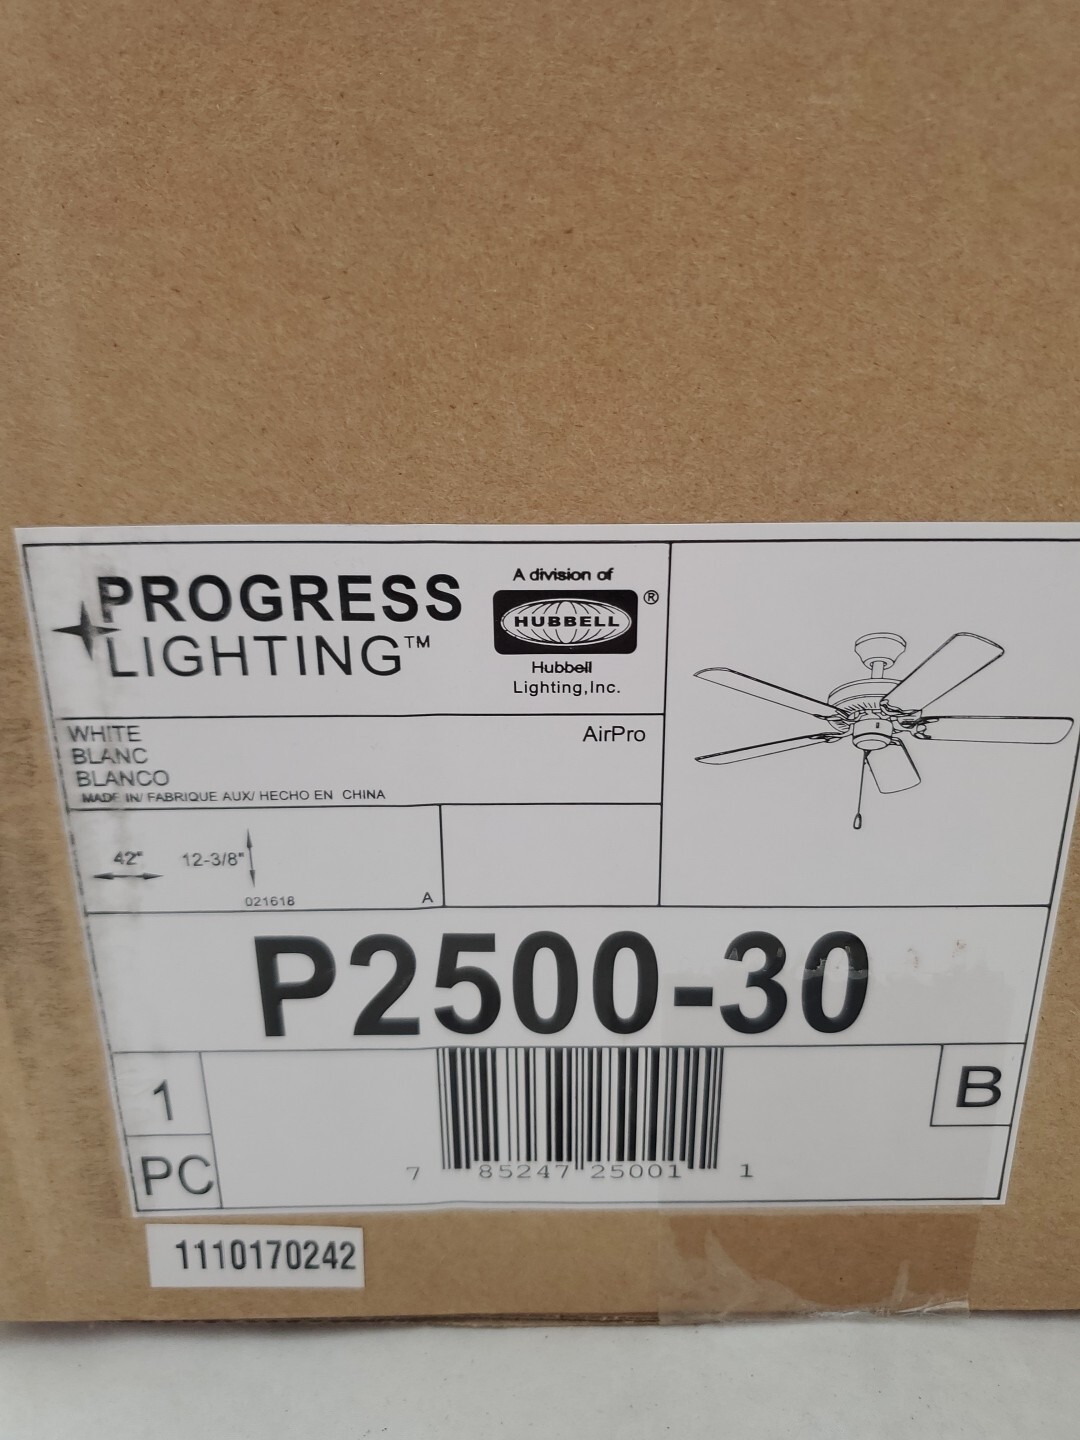 PROGRESS
LIGHTING™
A division of
HUBBELL ®
Hubbell
Lighting,Inc.
WHITE
BLANC
BLANCO
AirPro
MADE IN/ FABRIQUE AUX/ HECHO EN CHINA
42" 12-3/8"
021618 A
P2500-30
1
PC
B
7 85247 25001 1
1110170242